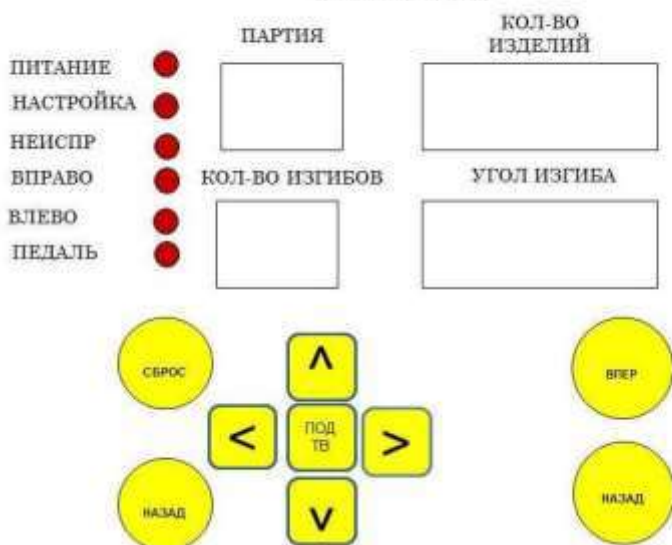 ПАРТИЯ
КОЛ-ВО
ИЗДЕЛИЙ
ПИТАНИЕ
НАСТРОЙКА
НЕИСПР
ВПРАВО
ВЛЕВО
ПЕДАЛЬ
КОЛ-ВО ИЗГИБОВ
УГОЛ ИЗГИБА
СБРОС
НАЗАД
^
<
ПОД
ТВ
>
v
ВПЕР
НАЗАД